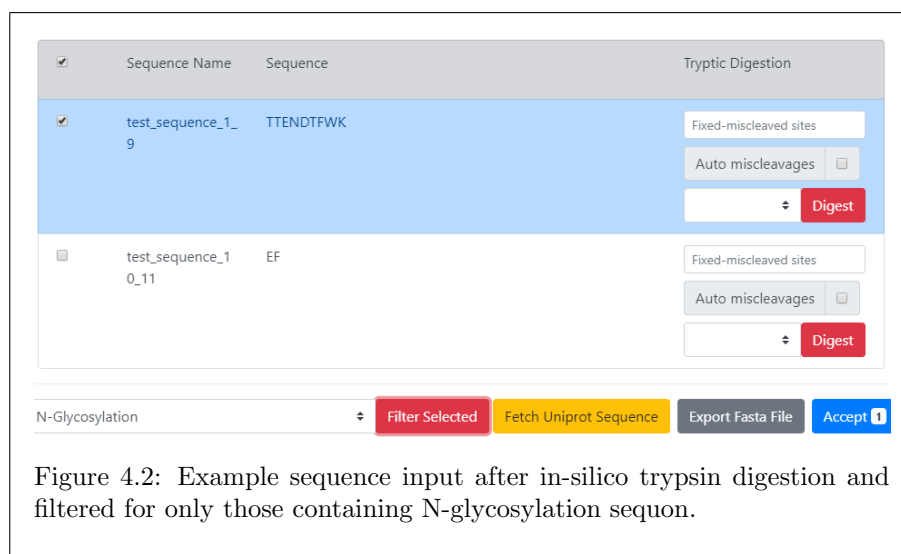 Sequence Name Sequence Tryptic Digestion
test_sequence_1_ TTENDTFWK Fixed-miscleaved sites
9
Auto miscleavages
Digest
test_sequence_1 EF Fixed-miscleaved sites
0_11
Auto miscleavages
Digest
N-Glycosylation Filter Selected Fetch Uniprot Sequence Export Fasta File Accept 1
Figure 4.2: Example sequence input after in-silico trypsin digestion and
filtered for only those containing N-glycosylation sequon.